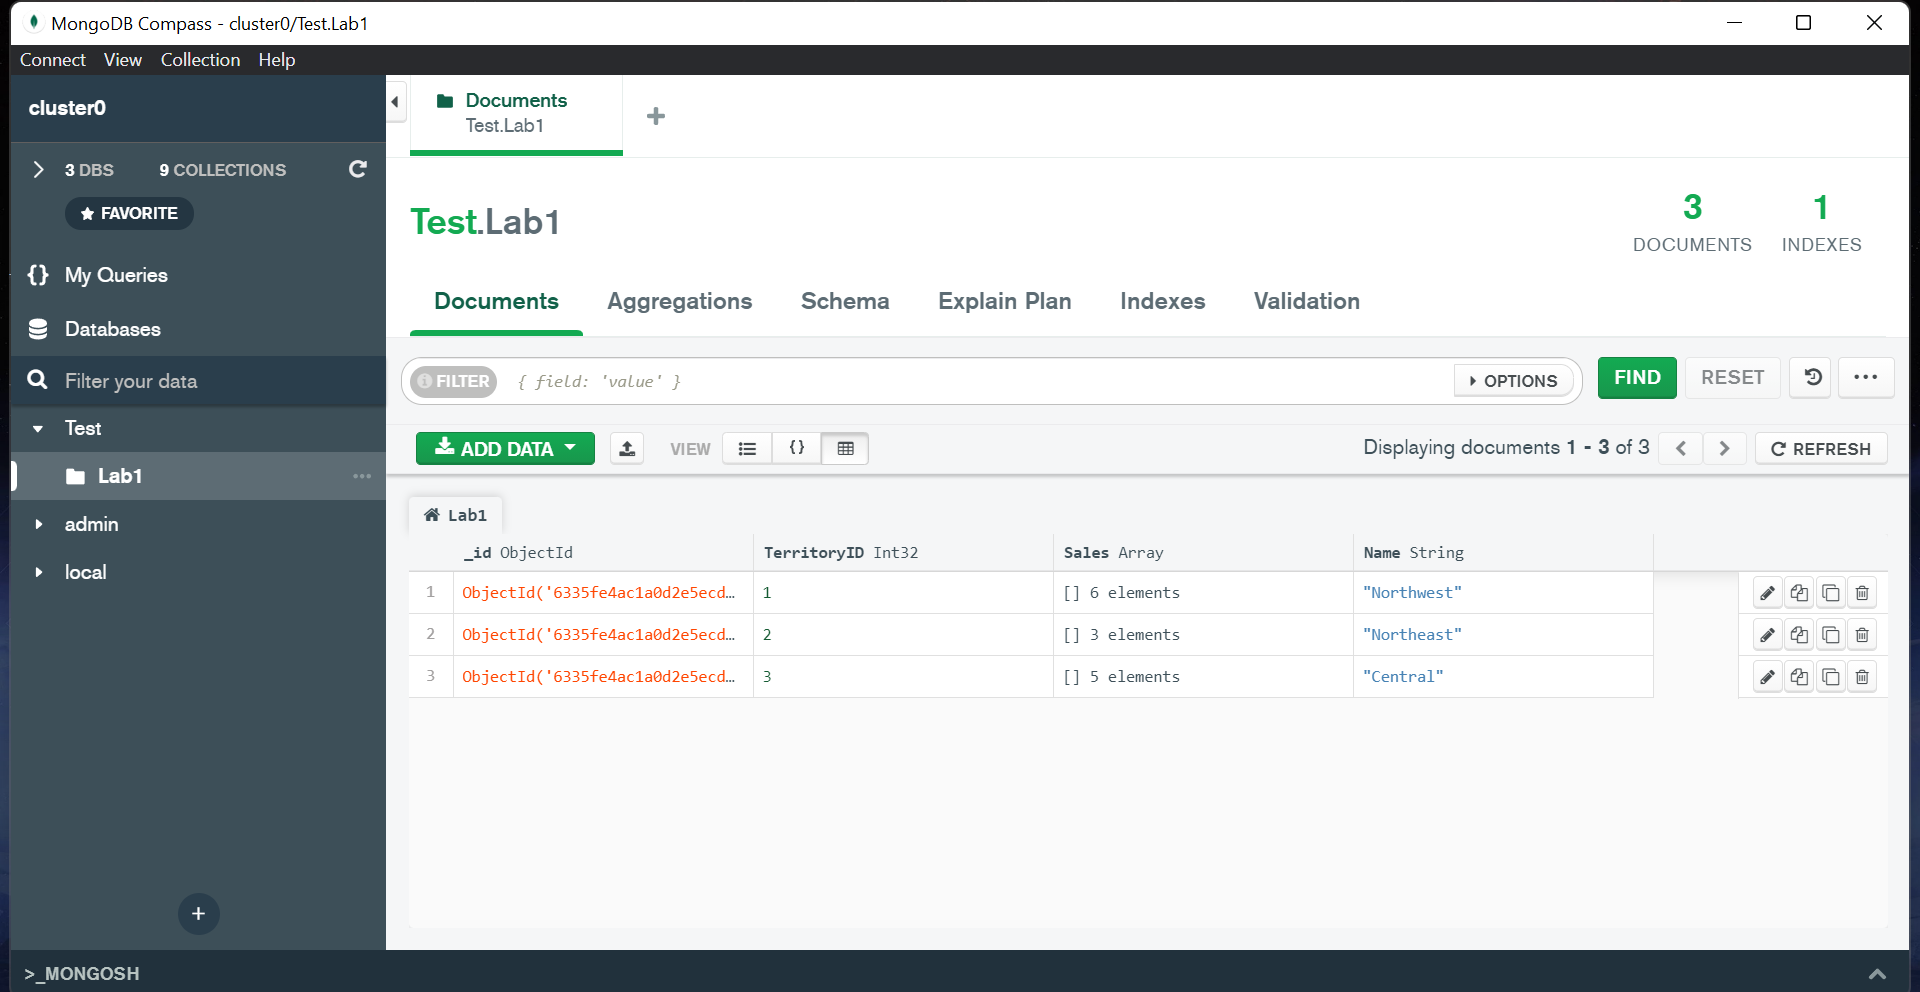 MongoDB Compass - cluster0/Test.Lab1
Connect View Collection Help
cluster0
3 DBS 9 COLLECTIONS
FAVORITE
{} My Queries
Databases
Filter your data
Test
Lab1
admin
local
Documents
Test.Lab1
Test.Lab1
3
DOCUMENTS
1
INDEXES
Documents Aggregations Schema Explain Plan Indexes Validation
FILTER { field: 'value' } OPTIONS FIND RESET
ADD DATA VIEW {} Displaying documents 1 - 3 of 3 REFRESH
Lab1
_id ObjectId TerritoryID Int32 Sales Array Name String
1 ObjectId('6335fe4ac1a0d2e5ecd… 1 [] 6 elements "Northwest"
2 ObjectId('6335fe4ac1a0d2e5ecd… 2 [] 3 elements "Northeast"
3 ObjectId('6335fe4ac1a0d2e5ecd… 3 [] 5 elements "Central"
>_MONGOSH